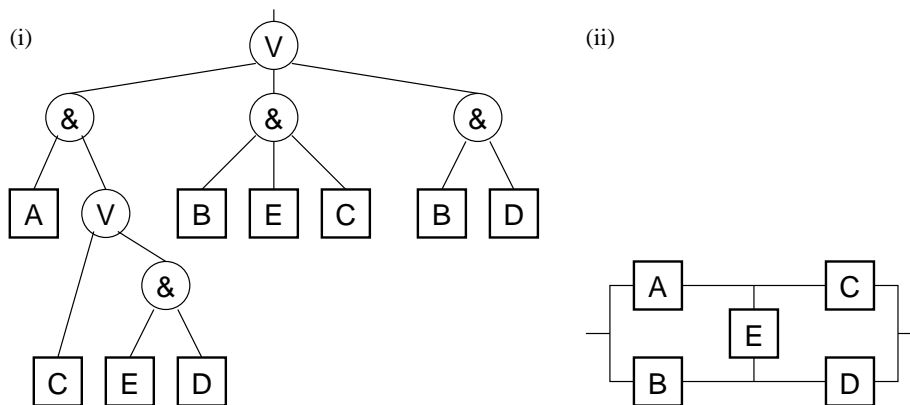 (i) (ii)
V
& & &
A V B E C B D
&
A C
E
C E D B D